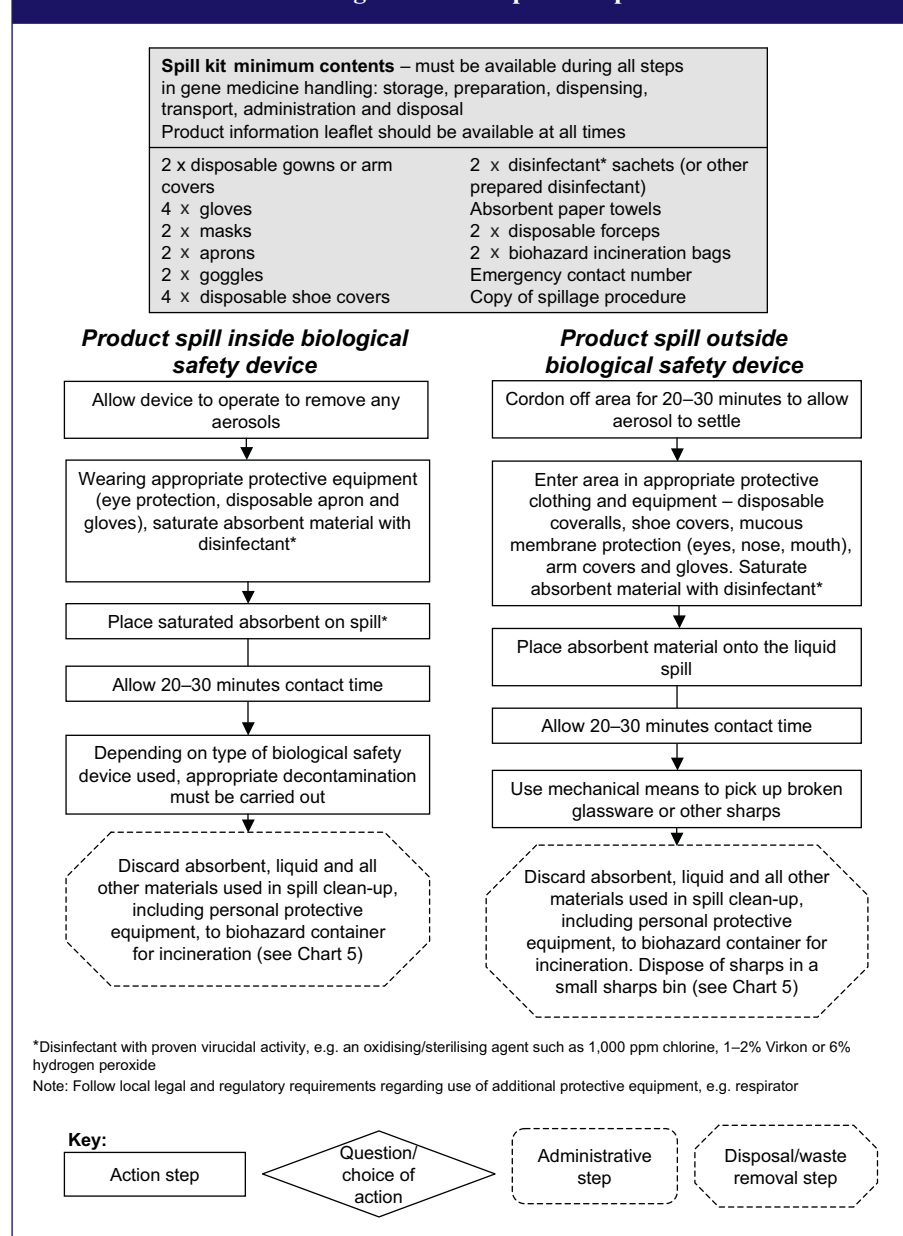 Spill kit minimum contents – must be available during all steps
in gene medicine handling: storage, preparation, dispensing,
transport, administration and disposal
Product information leaflet should be available at all times
2 x disposable gowns or arm
covers
4 x gloves
2 x masks
2 x aprons
2 x goggles
4 x disposable shoe covers
2 x disinfectant* sachets (or other
prepared disinfectant)
Absorbent paper towels
2 x disposable forceps
2 x biohazard incineration bags
Emergency contact number
Copy of spillage procedure
Product spill inside biological
safety device
Allow device to operate to remove any
aerosols
Wearing appropriate protective equipment
(eye protection, disposable apron and
gloves), saturate absorbent material with
disinfectant*
Place saturated absorbent on spill*
Allow 20–30 minutes contact time
Depending on type of biological safety
device used, appropriate decontamination
must be carried out
Discard absorbent, liquid and all
other materials used in spill clean-up,
including personal protective
equipment, to biohazard container
for incineration (see Chart 5)
Product spill outside
biological safety device
Cordon off area for 20–30 minutes to allow
aerosol to settle
Enter area in appropriate protective
clothing and equipment – disposable
coveralls, shoe covers, mucous
membrane protection (eyes, nose, mouth),
arm covers and gloves. Saturate
absorbent material with disinfectant*
Place absorbent material onto the liquid
spill
Allow 20–30 minutes contact time
Use mechanical means to pick up broken
glassware or other sharps
Discard absorbent, liquid and all other
materials used in spill clean-up,
including personal protective
equipment, to biohazard container for
incineration. Dispose of sharps in a
small sharps bin (see Chart 5)
*Disinfectant with proven virucidal activity, e.g. an oxidising/sterilising agent such as 1,000 ppm chlorine, 1–2% Virkon or 6%
hydrogen peroxide
Note: Follow local legal and regulatory requirements regarding use of additional protective equipment, e.g. respirator
Key:
Action step
Question/
choice of
action
Administrative
step
Disposal/waste
removal step